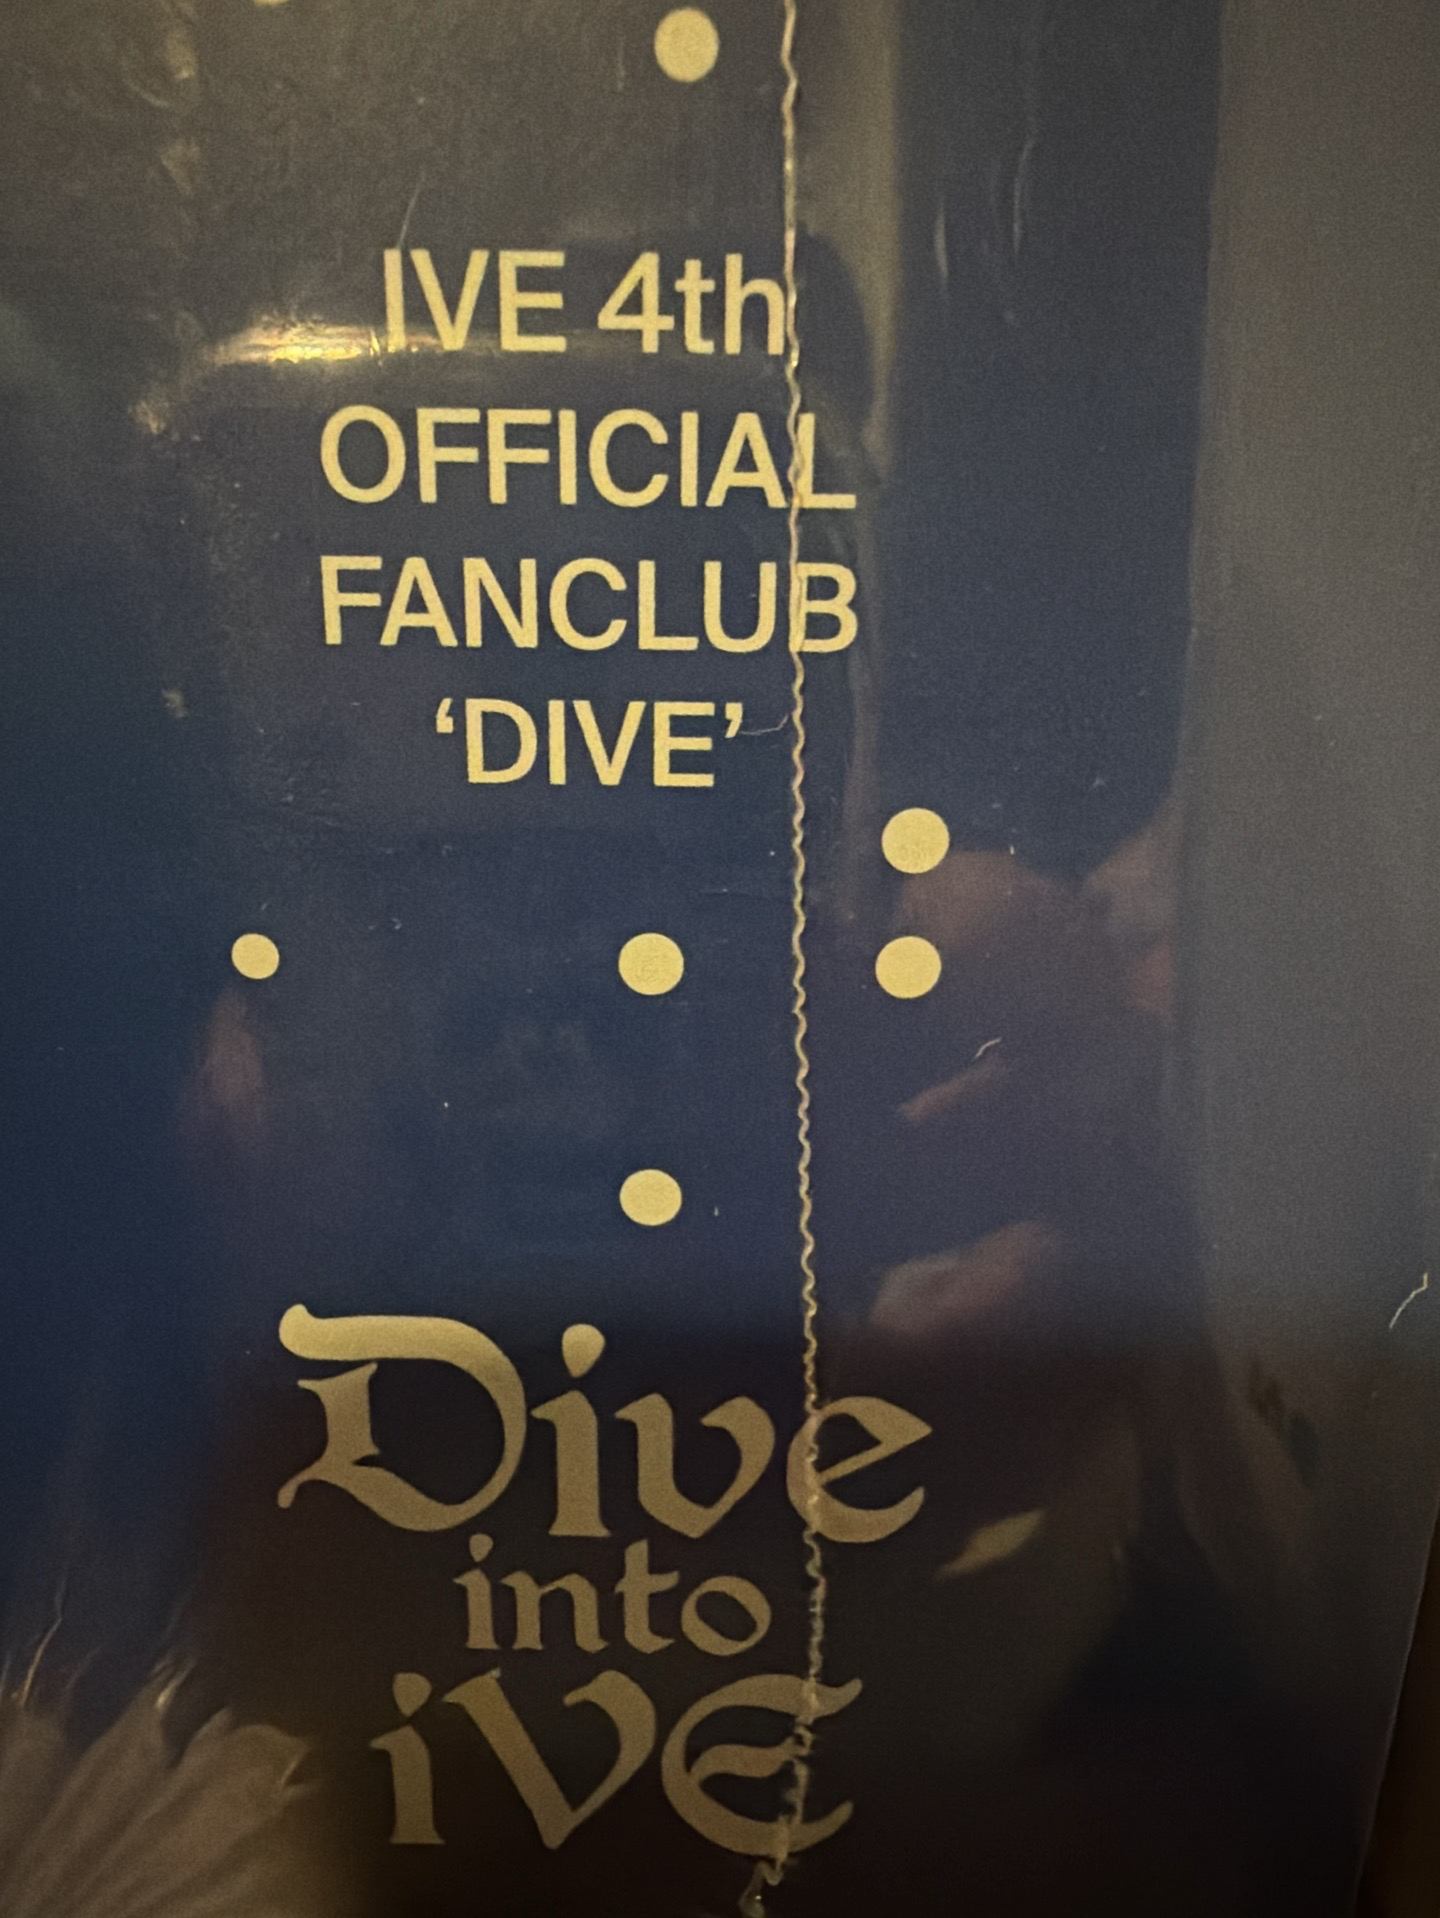 IVE 4th
OFFICIAL
FANCLUB
‘DIVE’
Dive
into
iVE